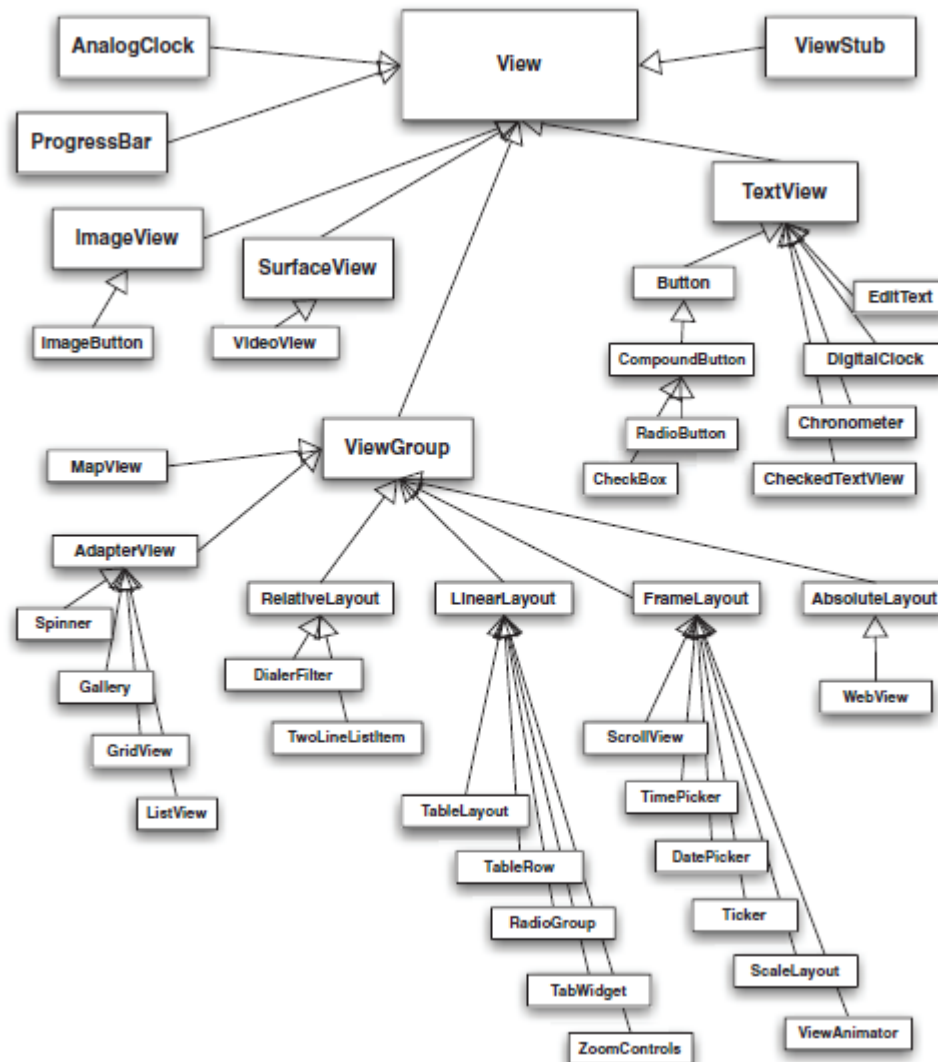 AnalogClock
View
ViewStub
ProgressBar
TextView
ImageView
SurfaceView
Button
EditText
ImageButton
VideoView
CompoundButton
DigitalClock
ViewGroup
RadioButton
Chronometer
MapView
CheckBox
CheckedTextView
AdapterView
RelativeLayout
LinearLayout
FrameLayout
AbsoluteLayout
Spinner
DialerFilter
Gallery
WebView
TwoLineListItem
ScrollView
GridView
ListView
TableLayout
TimePicker
TableRow
DatePicker
RadioGroup
Ticker
TabWidget
ScaleLayout
ZoomControls
ViewAnimator